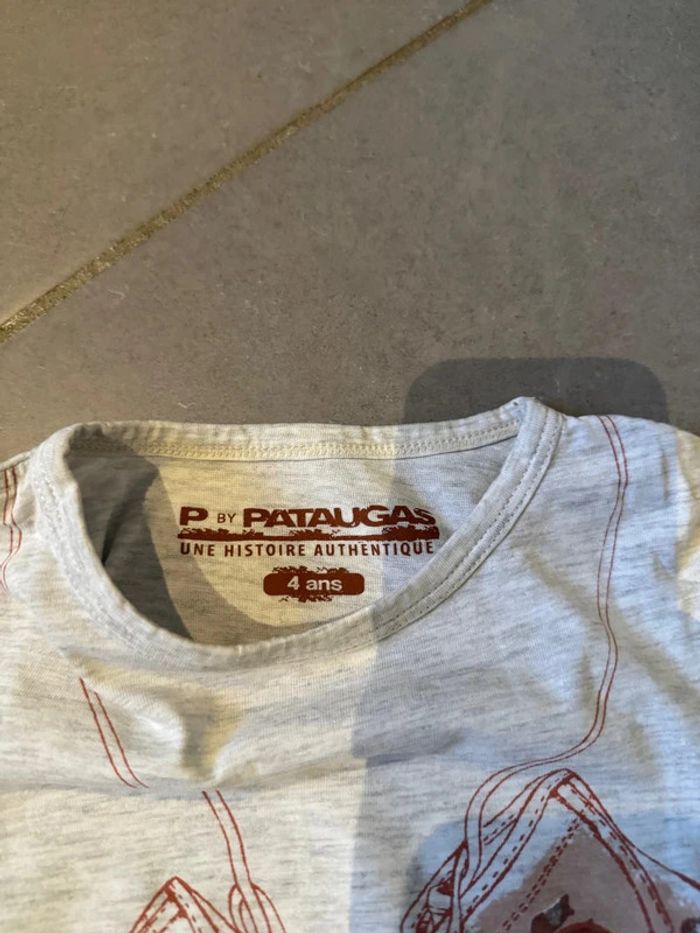 P BY PATAUGAS
UNE HISTOIRE AUTHENTIQUE
4 ans